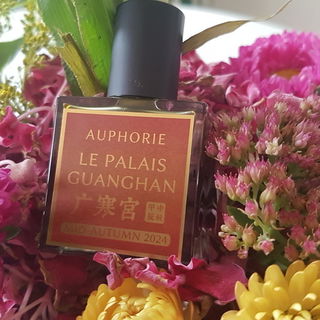 AUPHORIE
LE PALAIS
GUANGHAN
广寒宫
MID-AUTUMN 2024